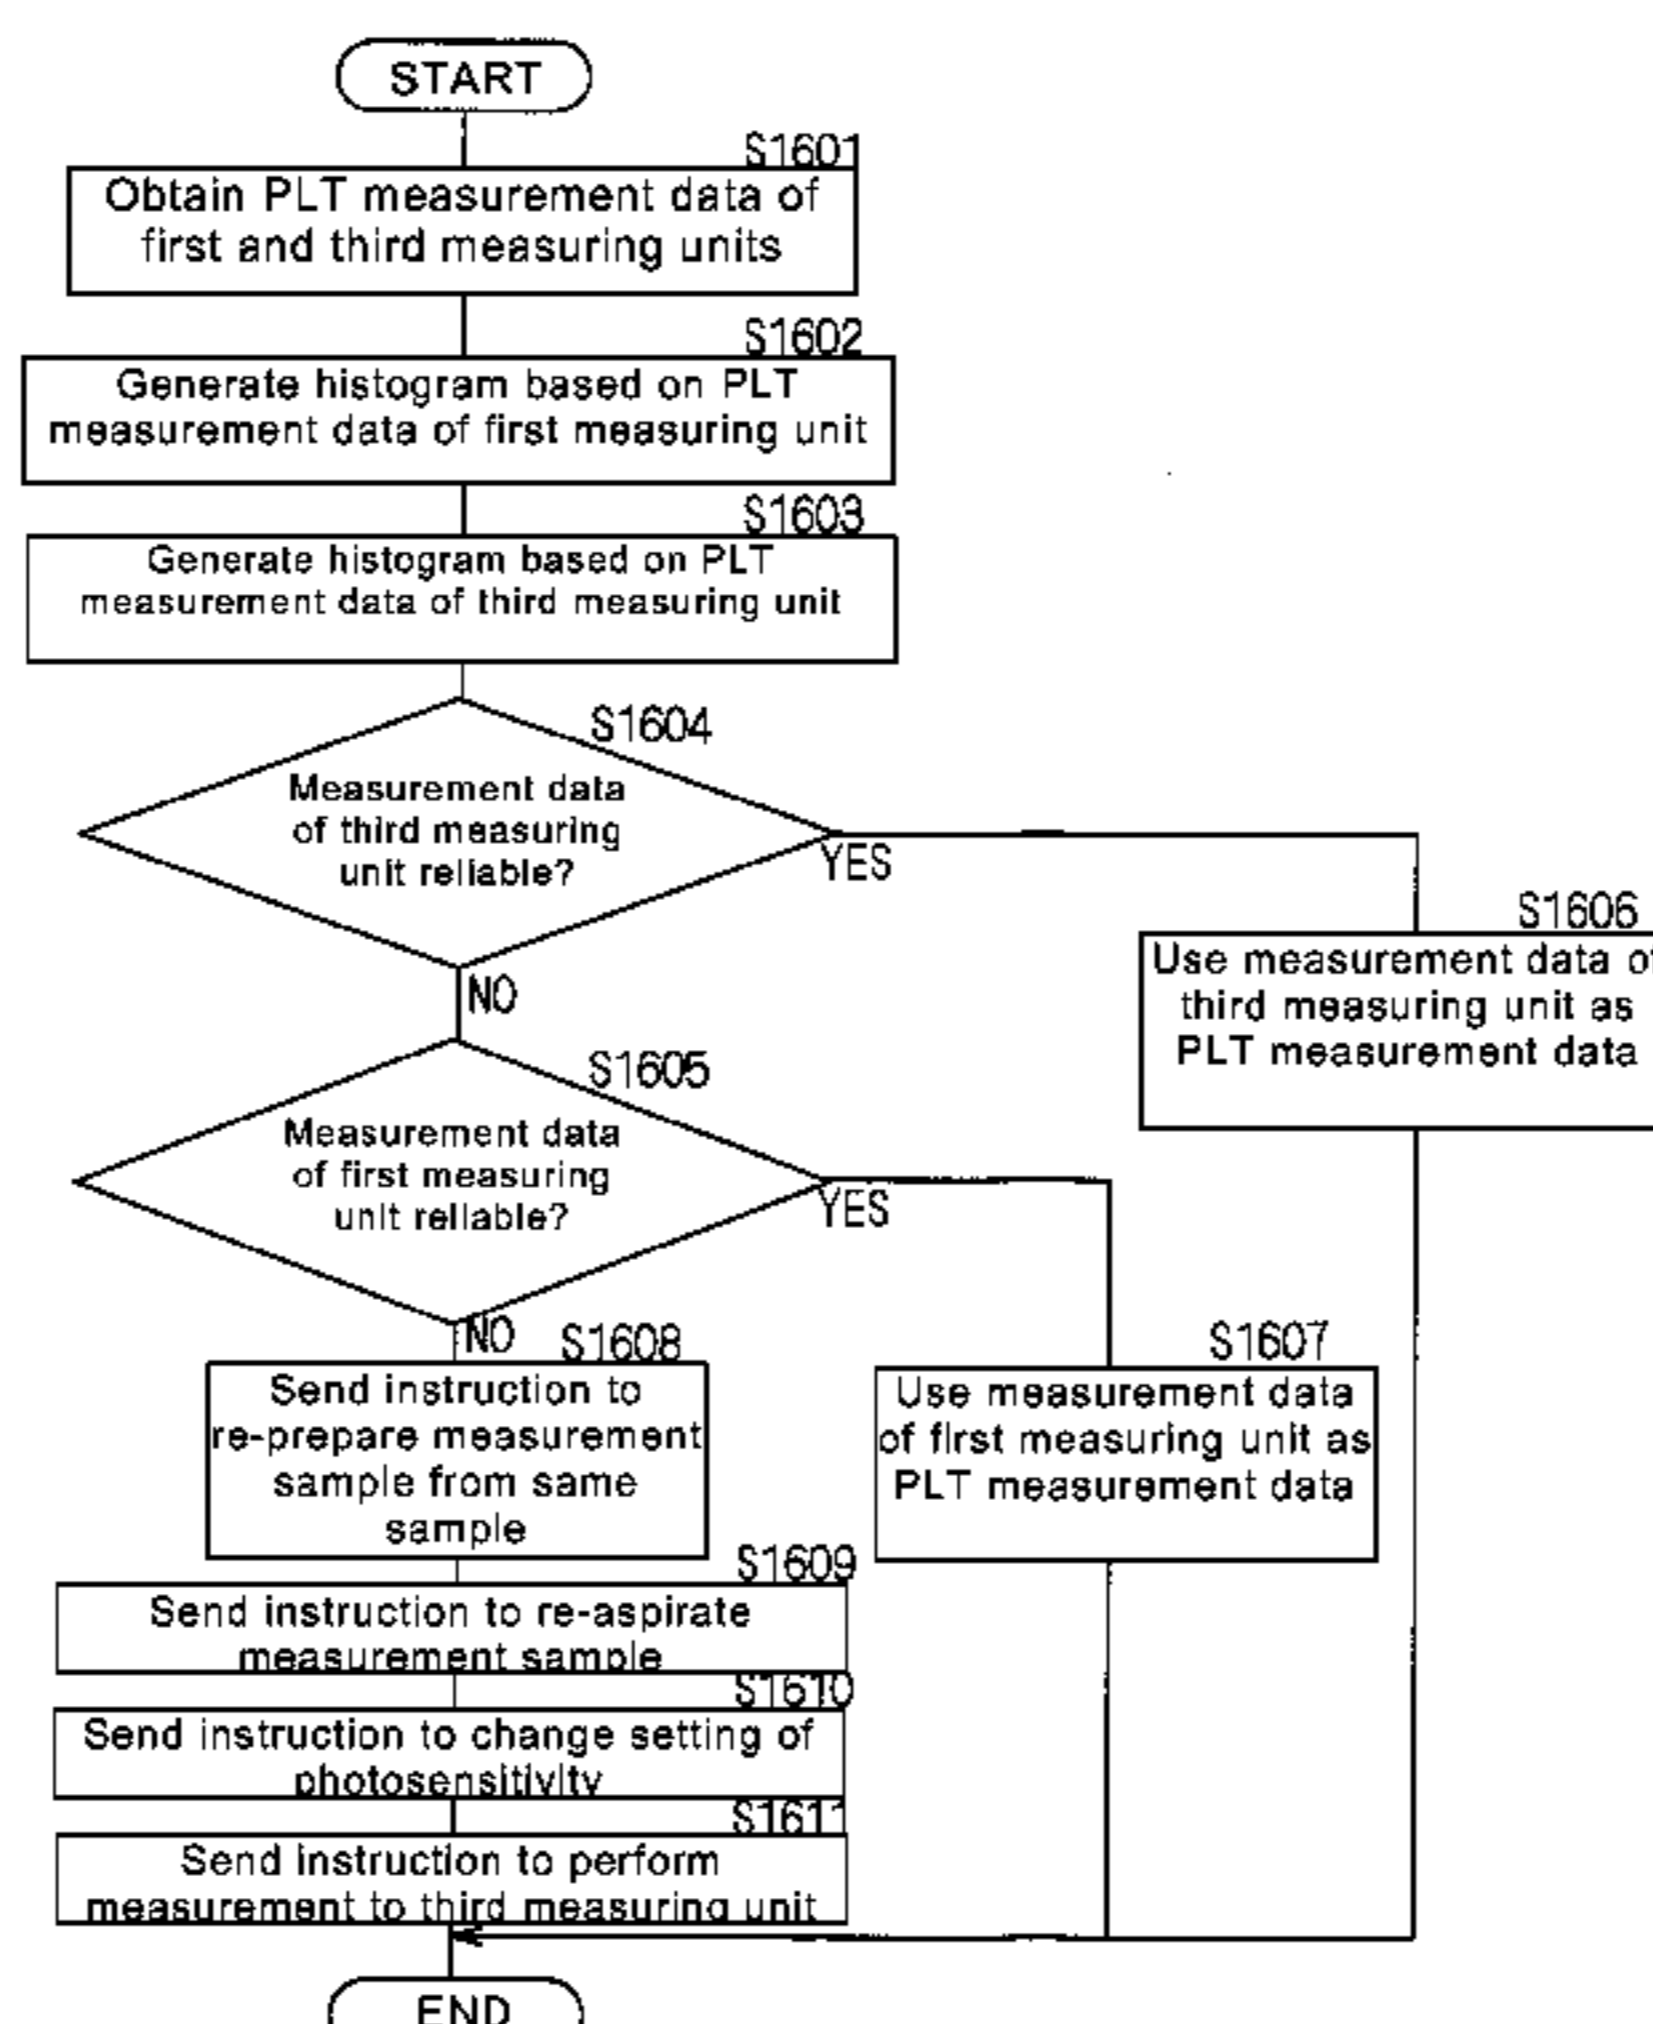 START
S1601
Obtain PLT measurement data of
first and third measuring units
S1602
Generate histogram based on PLT
measurement data of first measuring unit
S1603
Generate histogram based on PLT
measurement data of third measuring unit
S1604
Measurement data
of third measuring
unit reliable?
YES
NO
S1606
Use measurement data of
third measuring unit as
PLT measurement data
S1605
Measurement data
of first measuring
unit reliable?
YES
NO
S1608
Send instruction to
re-prepare measurement
sample from same
sample
S1607
Use measurement data
of first measuring unit as
PLT measurement data
S1609
Send instruction to re-aspirate
measurement sample
S1610
Send instruction to change setting of
photosensitivity
S1611
Send instruction to perform
measurement to third measuring unit
END